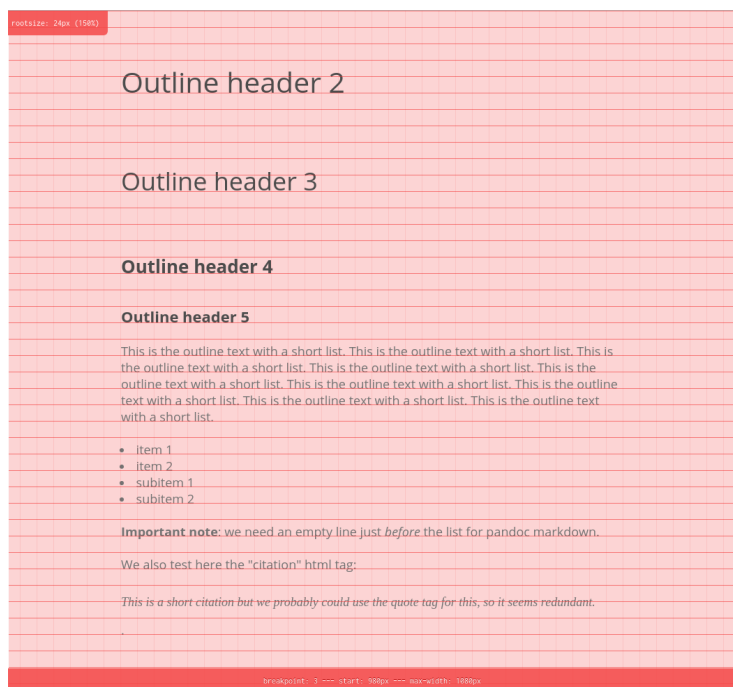 rootsize: 24px (150%)
Outline header 2
Outline header 3
Outline header 4
Outline header 5
This is the outline text with a short list. This is the outline text with a short list. This is
the outline text with a short list. This is the outline text with a short list. This is the
outline text with a short list. This is the outline text with a short list. This is the outline
text with a short list. This is the outline text with a short list. This is the outline text
with a short list.
• item 1
• item 2
• subitem 1
• subitem 2
Important note: we need an empty line just before the list for pandoc markdown.
We also test here the "citation" html tag:
This is a short citation but we probably could use the quote tag for this, so it seems redundant.
.
breakpoint: 3 --- start: 980px --- max-width: 1080px